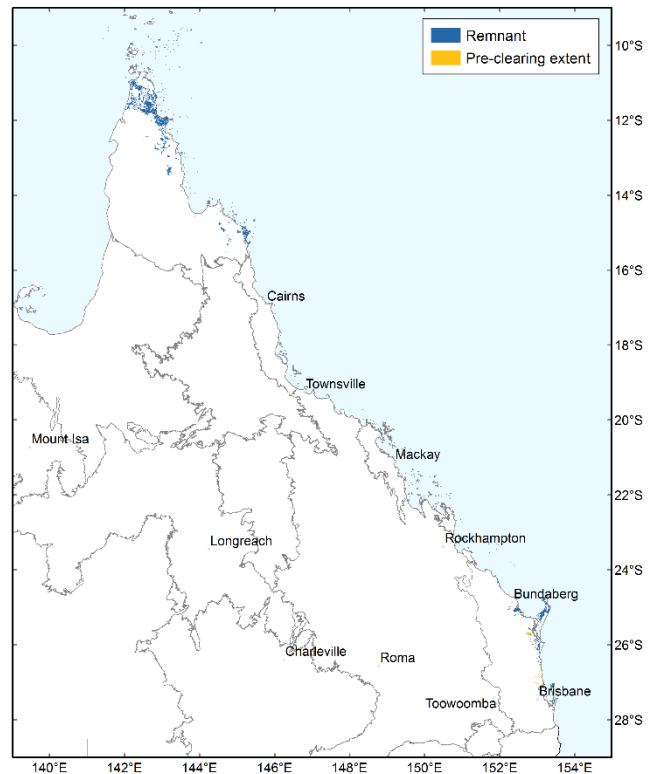 Remnant
Pre-clearing extent
10°S
12°S
14°S
16°S
Cairns
18°S
Townsville
20°S
Mount Isa
Mackay
22°S
Longreach
Rockhampton
24°S
Bundaberg
26°S
Charleville
Roma
Brisbane
Toowoomba
28°S
140°E 142°E 144°E 146°E 148°E 150°E 152°E 154°E